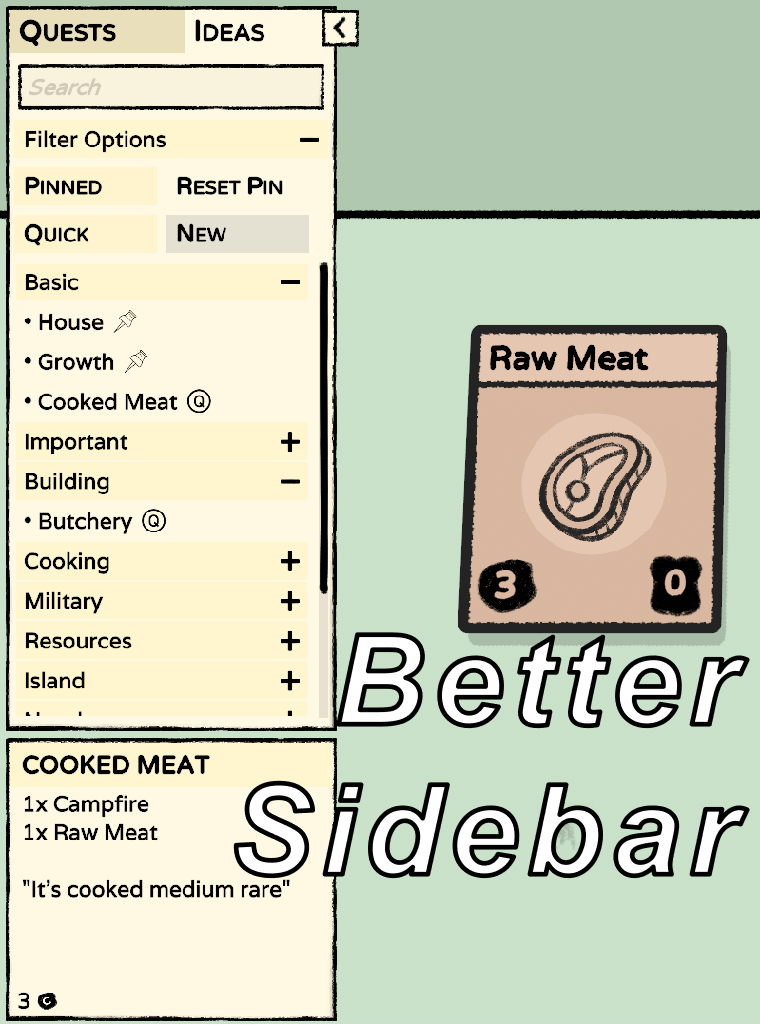 QUESTS IDEAS
Search
Filter Options
PINNED RESET PIN
QUICK NEW
Basic
• House
• Growth
• Cooked Meat Q
Important
Building
• Butchery Q
Cooking
Military
Resources
Island
Raw Meat
3 0
Better
Sidebar
COOKED MEAT
1x Campfire
1x Raw Meat
"It's cooked medium rare"
3 C